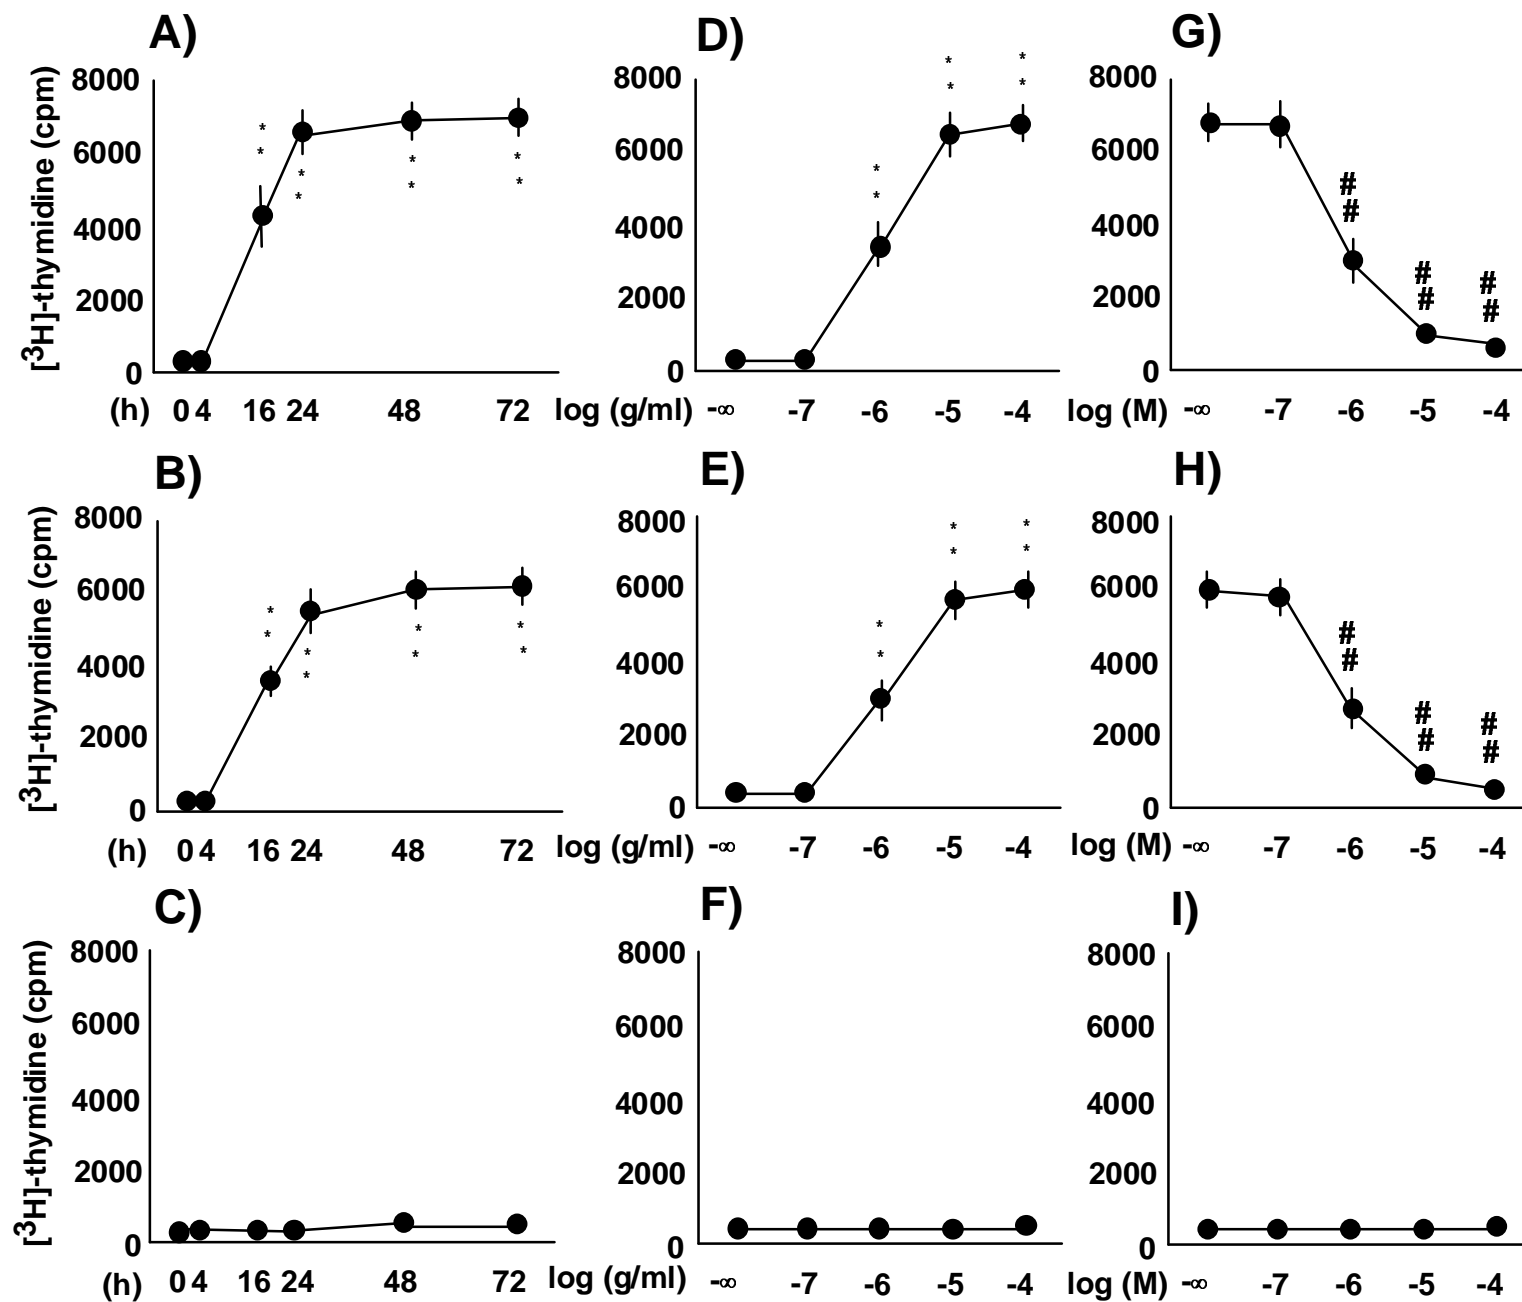 A)
[3H]-thymidine (cpm)
8000
6000
4000
2000
0
* * * * * * * *
(h) 0 4 16 24 48 72
D)
8000
6000
4000
2000
0
* * * * * *
log (g/ml) -∞ -7 -6 -5 -4
G)
8000
6000
4000
2000
0
# # # # # #
log (M) -∞ -7 -6 -5 -4
B)
[3H]-thymidine (cpm)
8000
6000
4000
2000
0
* * * * * * * *
(h) 0 4 16 24 48 72
E)
8000
6000
4000
2000
0
* * * * * *
log (g/ml) -∞ -7 -6 -5 -4
H)
8000
6000
4000
2000
0
# # # # # #
log (M) -∞ -7 -6 -5 -4
C)
[3H]-thymidine (cpm)
8000
6000
4000
2000
0
(h) 0 4 16 24 48 72
F)
8000
6000
4000
2000
0
log (g/ml) -∞ -7 -6 -5 -4
I)
8000
6000
4000
2000
0
log (M) -∞ -7 -6 -5 -4